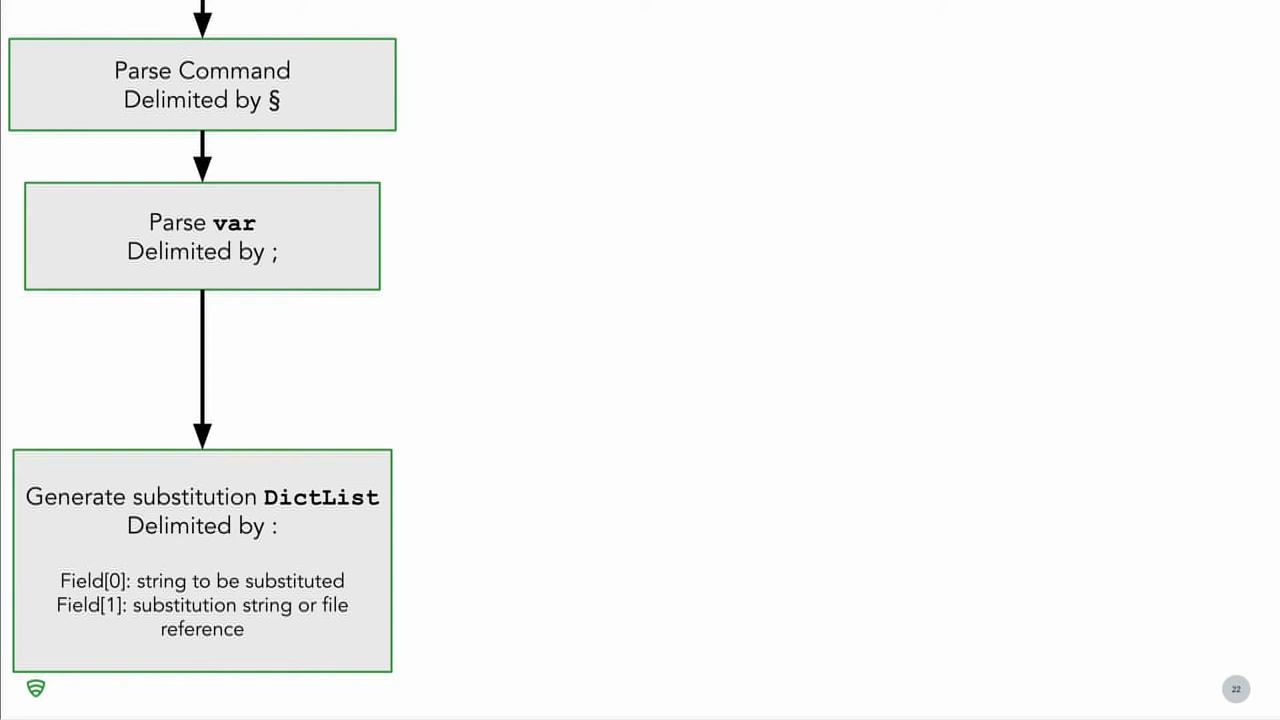 Parse Command
Delimited by §
Parse var
Delimited by ;
Generate substitution DictList
Delimited by :
Field[0]: string to be substituted
Field[1]: substitution string or file
reference
22